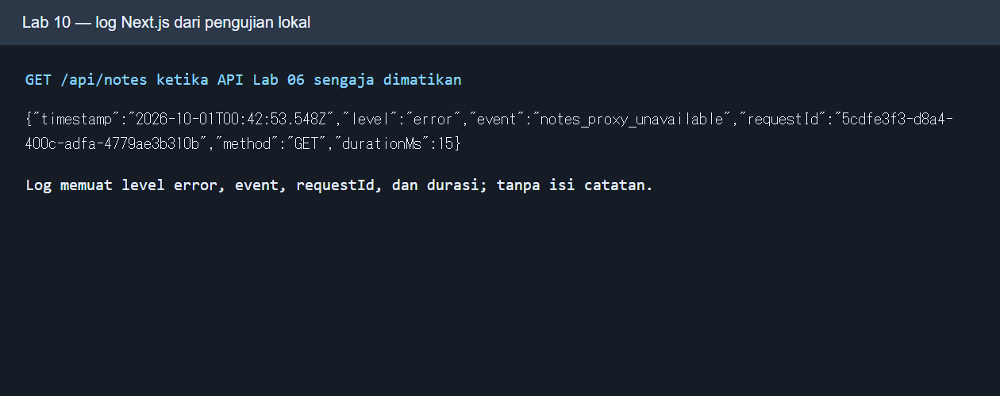 Lab 10 — log Next.js dari pengujian lokal
GET /api/notes ketika API Lab 06 sengaja dimatikan
{"timestamp":"2026-10-01T00:42:53.548Z","level":"error","event":"notes_proxy_unavailable","requestId":"5cdfe3f3-d8a4-
400c-adfa-4779ae3b310b","method":"GET","durationMs":15}
Log memuat level error, event, requestId, dan durasi; tanpa isi catatan.